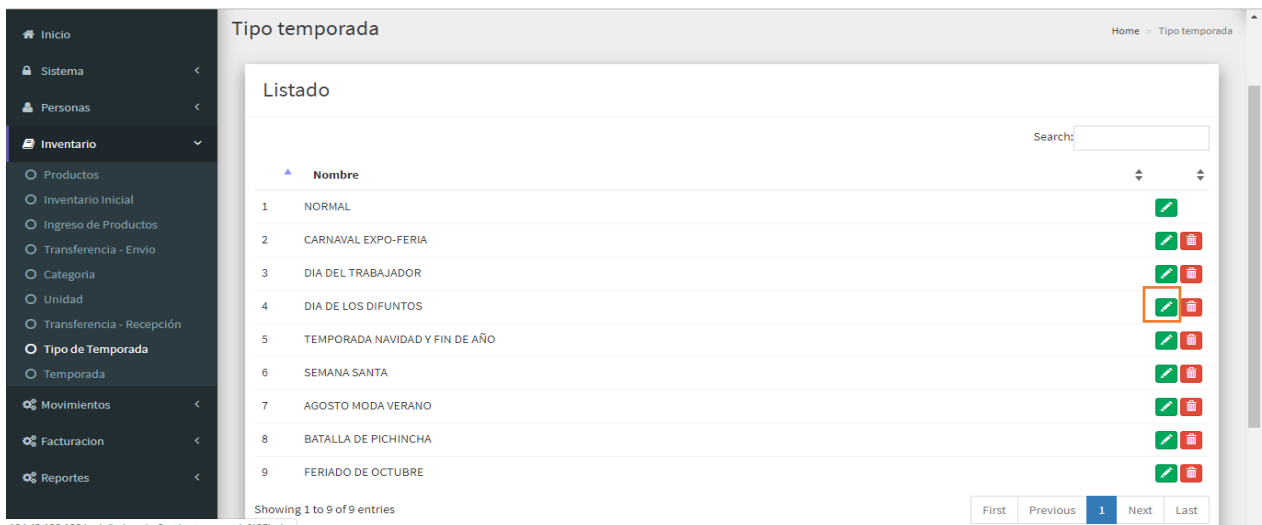 Inicio
Sistema
Personas
Inventario
Productos
Inventario Inicial
Ingreso de Productos
Transferencia - Envio
Categoria
Unidad
Transferencia - Recepción
Tipo de Temporada
Temporada
Movimientos
Facturacion
Reportes
Tipo temporada
Home > Tipo temporada
Listado
Search:
Nombre
1 NORMAL
2 CARNAVAL EXPO-FERIA
3 DIA DEL TRABAJADOR
4 DIA DE LOS DIFUNTOS
5 TEMPORADA NAVIDAD Y FIN DE AÑO
6 SEMANA SANTA
7 AGOSTO MODA VERANO
8 BATALLA DE PICHINCHA
9 FERIADO DE OCTUBRE
Showing 1 to 9 of 9 entries
First Previous 1 Next Last